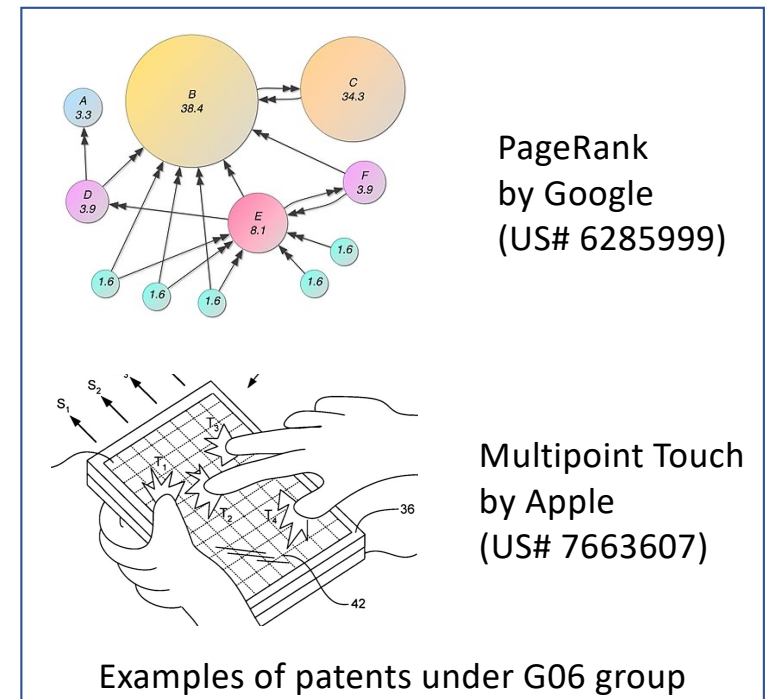 A
3.3
B
38.4
C
34.3
D
3.9
E
8.1
F
3.9
1.6
1.6
1.6
1.6
1.6
PageRank
by Google
(US# 6285999)
S1
S2
T1
T2
T3
T4
36
42
Multipoint Touch
by Apple
(US# 7663607)
Examples of patents under G06 group